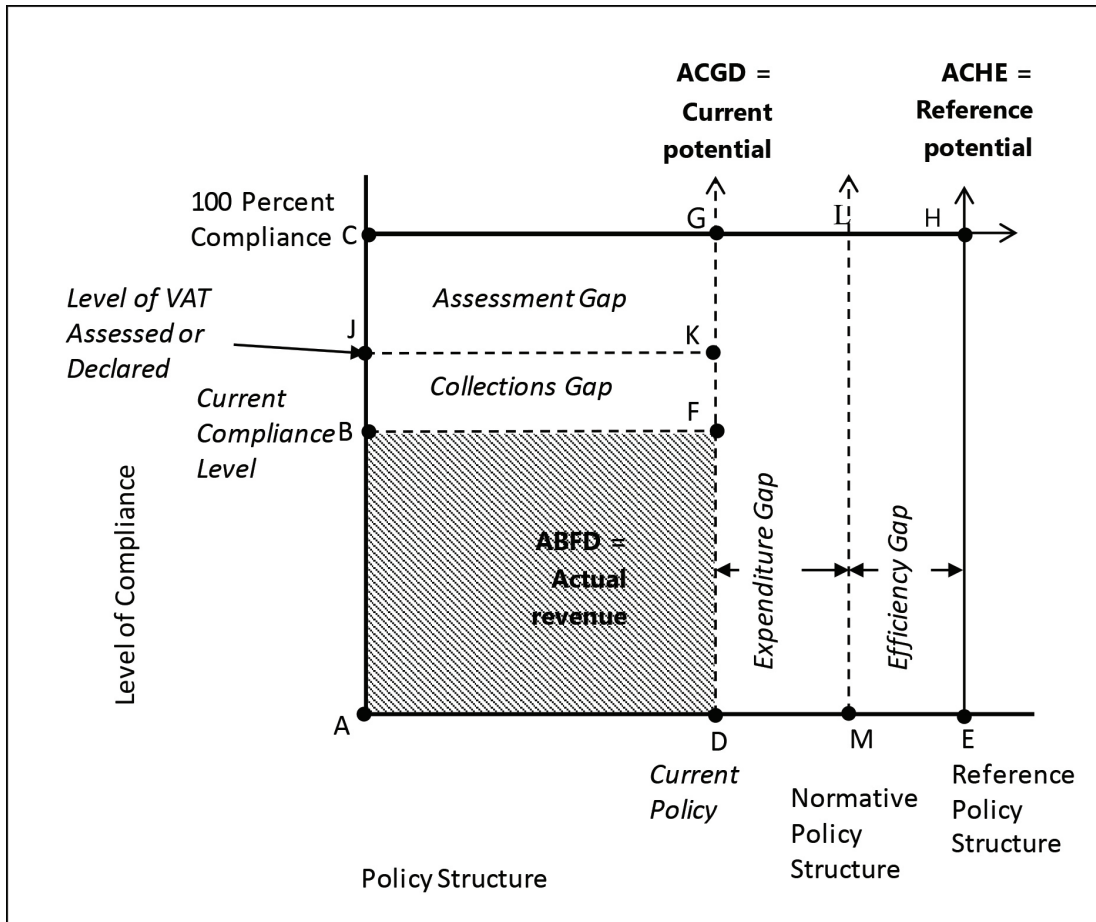 ACGD =
Current
potential
ACHE =
Reference
potential
100 Percent
Compliance
C
G
L
H
Level of VAT
Assessed or
Declared
J
Assessment Gap
K
Collections Gap
Current
Compliance
Level
B
F
Level of Compliance
ABFD =
Actual
revenue
Expenditure Gap
Efficiency Gap
A
D
M
E
Current
Policy
Normative
Policy
Structure
Reference
Policy
Structure
Policy Structure